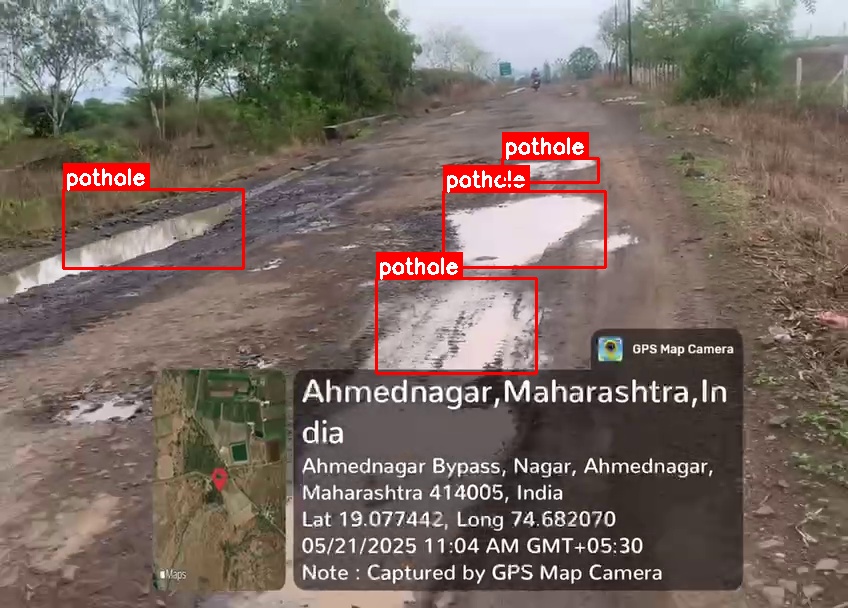 pothole
pothole
pothole
pothole
GPS Map Camera
Ahmednagar,Maharashtra,In
dia
Ahmednagar Bypass, Nagar, Ahmednagar,
Maharashtra 414005, India
Lat 19.077442, Long 74.682070
05/21/2025 11:04 AM GMT+05:30
Note : Captured by GPS Map Camera
Maps